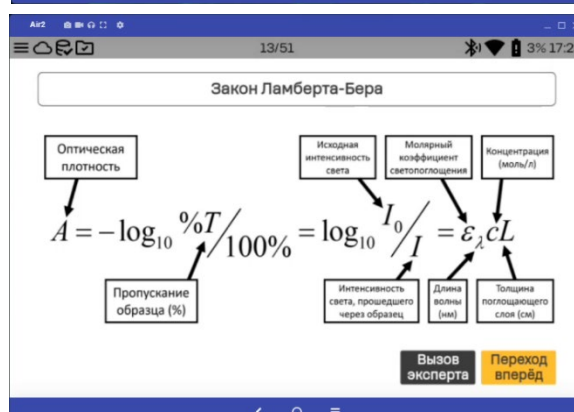 Air2
13/51
3% 17:2
Закон Ламберта-Бера
Оптическая
плотность
Исходная
интенсивность
света
Молярный
коэффициент
светопоглощения
Концентрация
(моль/л)
A = −log₁₀ %T/100% = log₁₀ I₀/I = ε_λcL
Пропускание
образца (%)
Интенсивность
света, прошедшего
через образец
Длина
волны
(нм)
Толщина
поглощающего
слоя (см)
Вызов
эксперта
Переход
вперёд